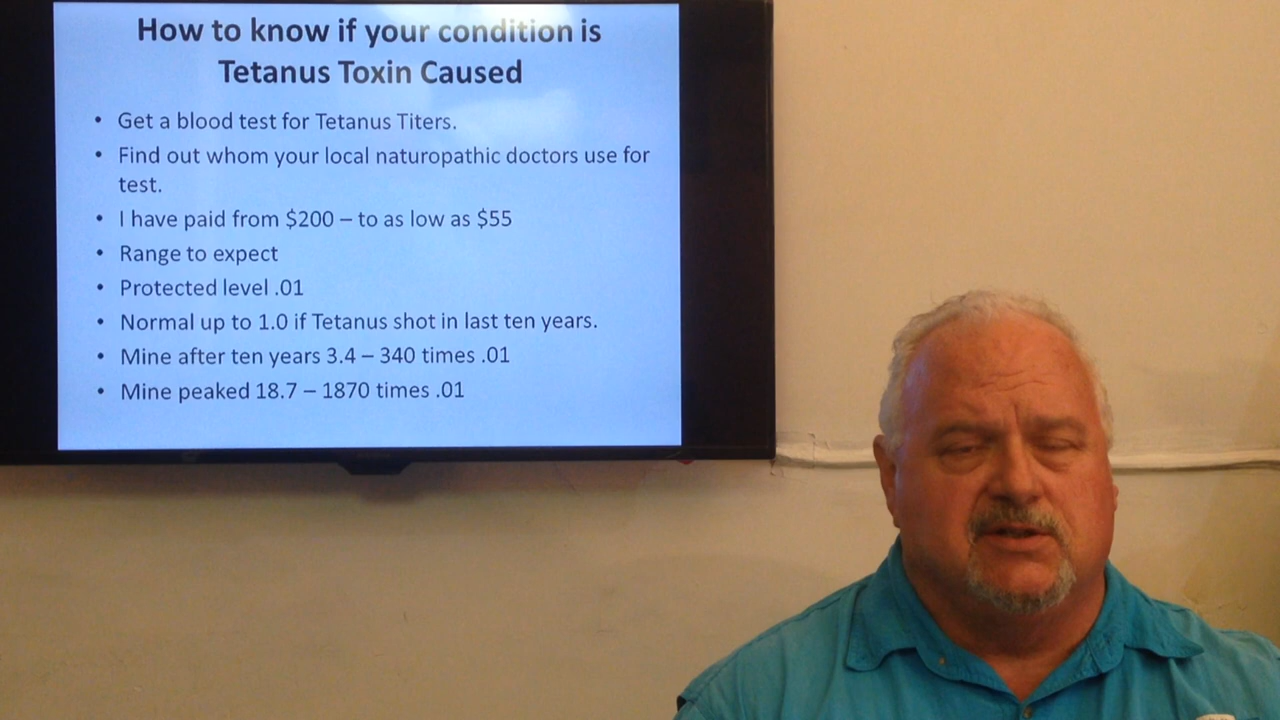 How to know if your condition is
Tetanus Toxin Caused
• Get a blood test for Tetanus Titers.
• Find out whom your local naturopathic doctors use for
test.
• I have paid from $200 – to as low as $55
• Range to expect
• Protected level .01
• Normal up to 1.0 if Tetanus shot in last ten years.
• Mine after ten years 3.4 – 340 times .01
• Mine peaked 18.7 – 1870 times .01